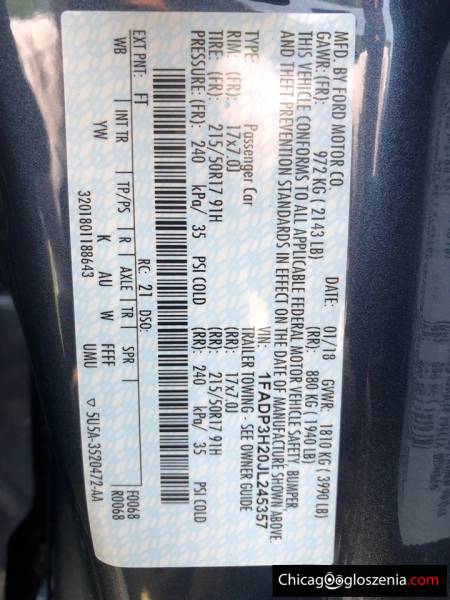 MFD. BY FORD MOTOR CO.
DATE: 01/18 GVWR: 1810 KG ( 3990 LB)
GAWR: (FR): 972 KG ( 2143 LB) (RR): 880 KG ( 1940 LB)
THIS VEHICLE CONFORMS TO ALL APPLICABLE FEDERAL MOTOR VEHICLE SAFETY BUMPER,
AND THEFT PREVENTION STANDARDS IN EFFECT ON THE DATE OF MANUFACTURE SHOWN ABOVE.
VIN: 1FADP3H20JL245357
TYPE: Passenger Car TRAILER TOWING - SEE OWNER GUIDE
RIM: (FR): 17x7.0J (RR): 17x7.0J
TIRE: (FR): 215/50R17 91H (RR): 215/50R17 91H
PRESSURE: (FR): 240 kPa/ 35 PSI COLD (RR): 240 kPa/ 35 PSI COLD
EXT PNT: FT RC: 21 DSO: F0068
WB INT TR TP/PS R AXLE TR SPR R0068
YW K AU W FFFF UMU
3201801188643 ▽ 5U5A-3520472-AA
Chicago@ogloszenia.com